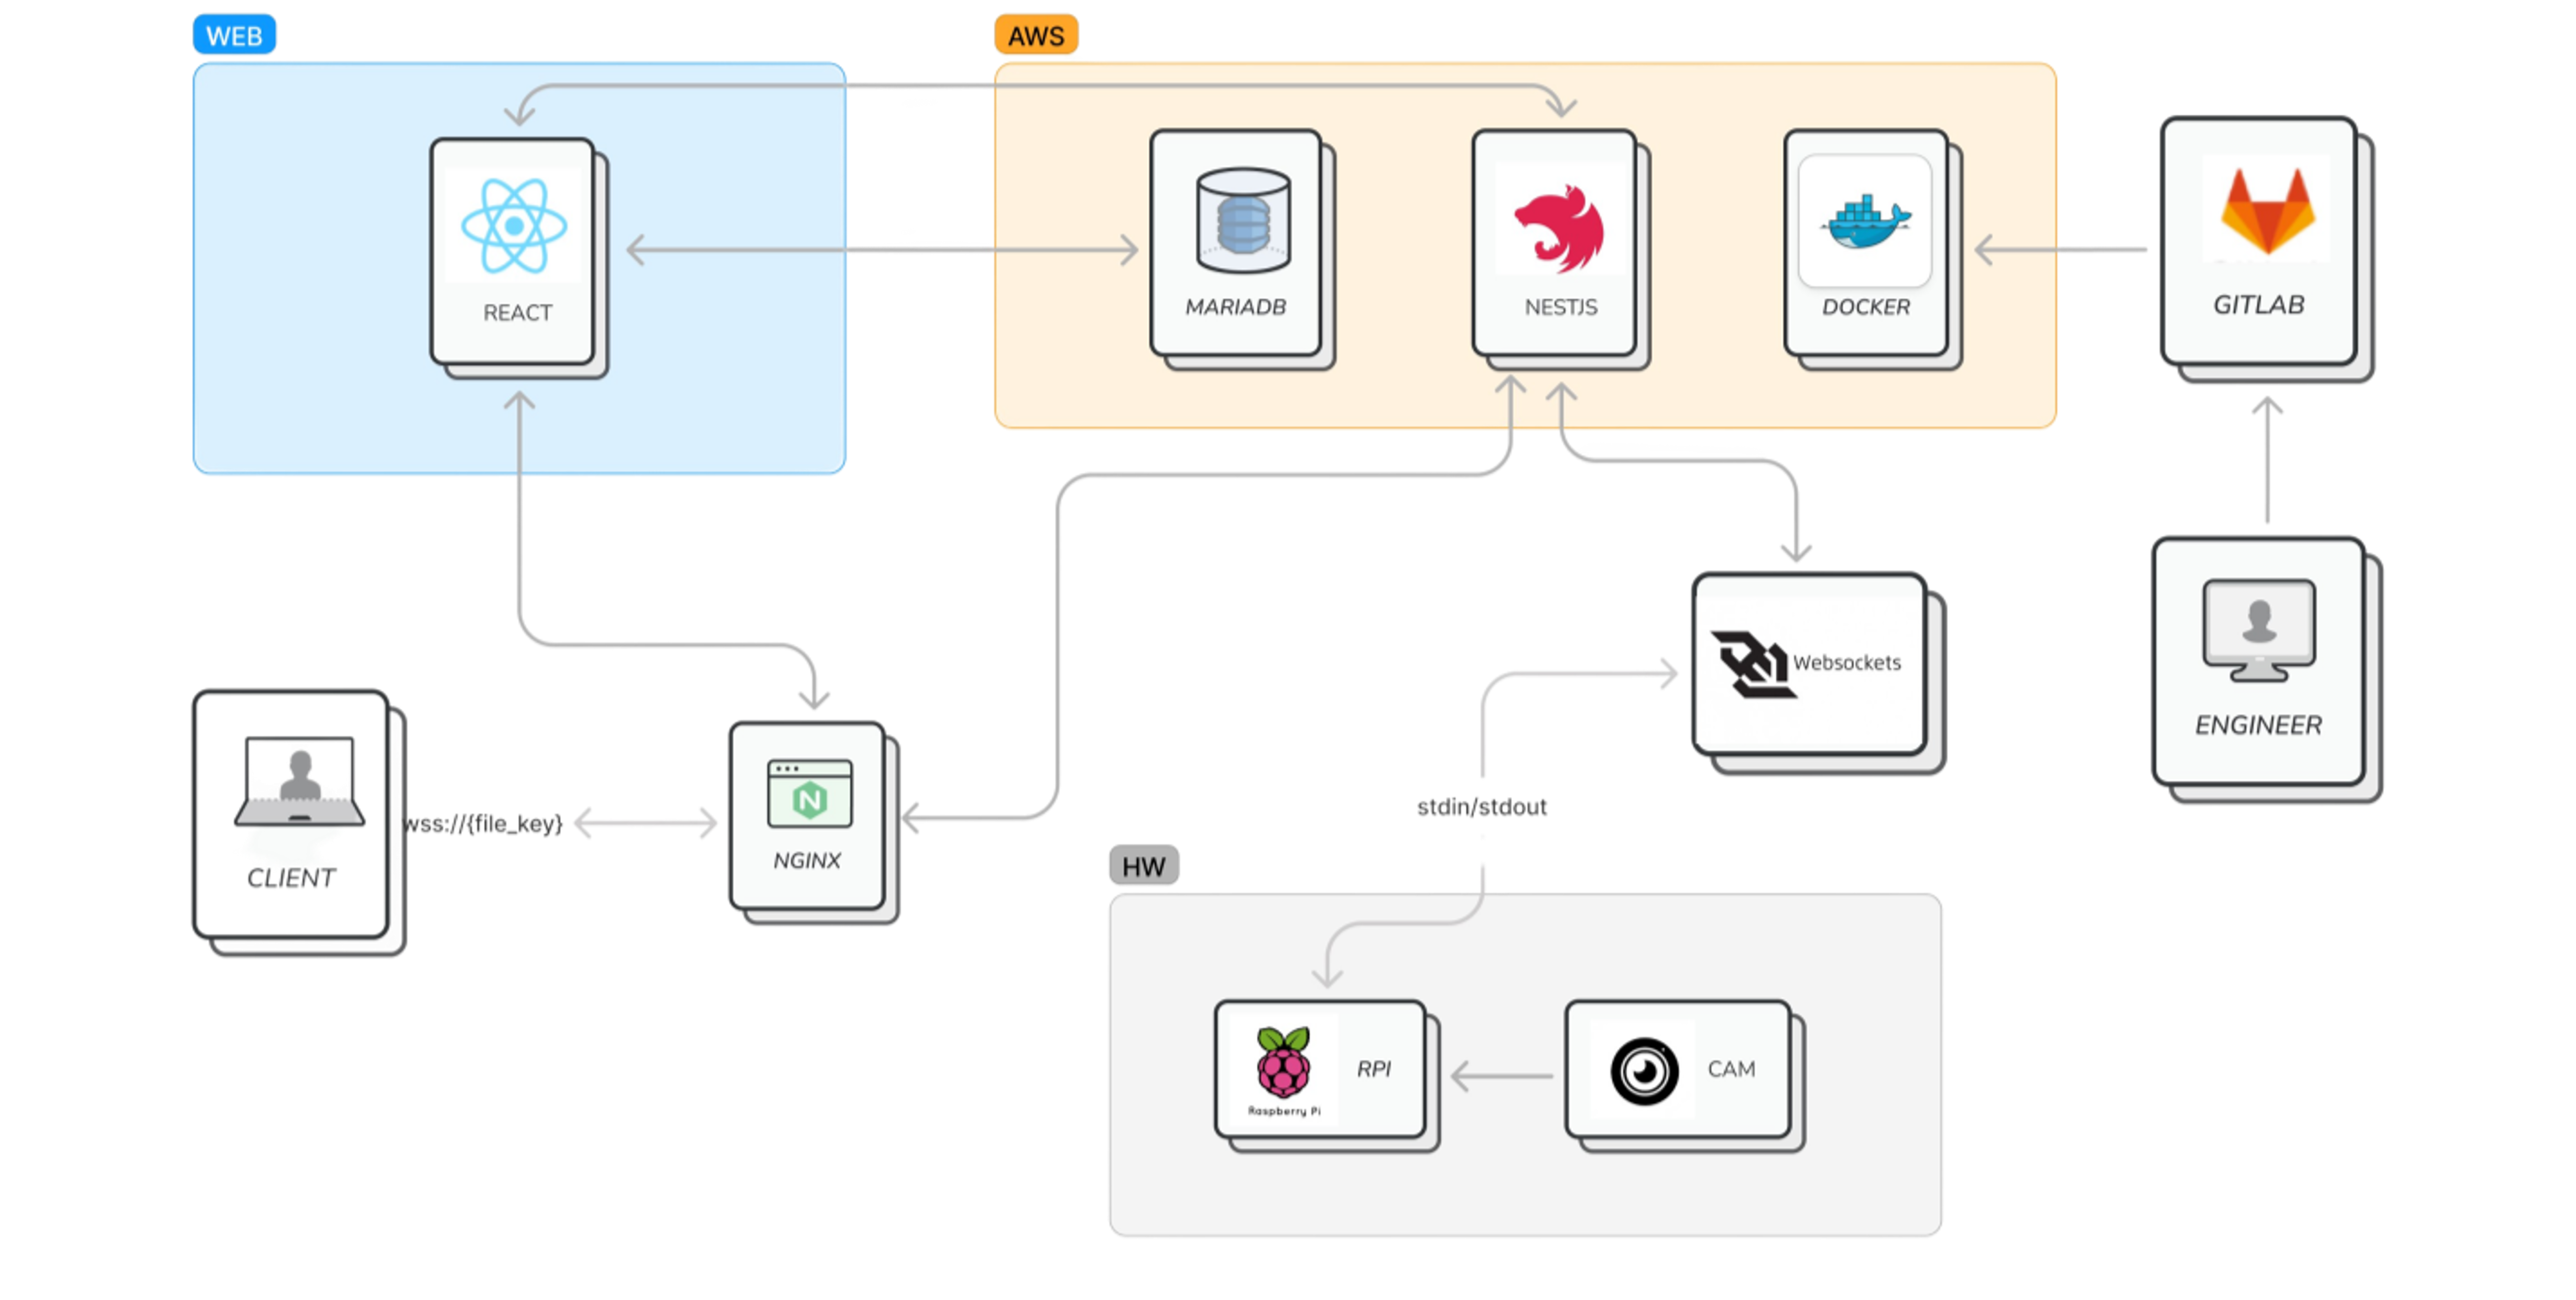 WEB
AWS
REACT
MARIADB
NESTJS
DOCKER
GITLAB
Websockets
ENGINEER
wss://{file_key}
CLIENT
NGINX
stdin/stdout
HW
Raspberry Pi
RPI
CAM